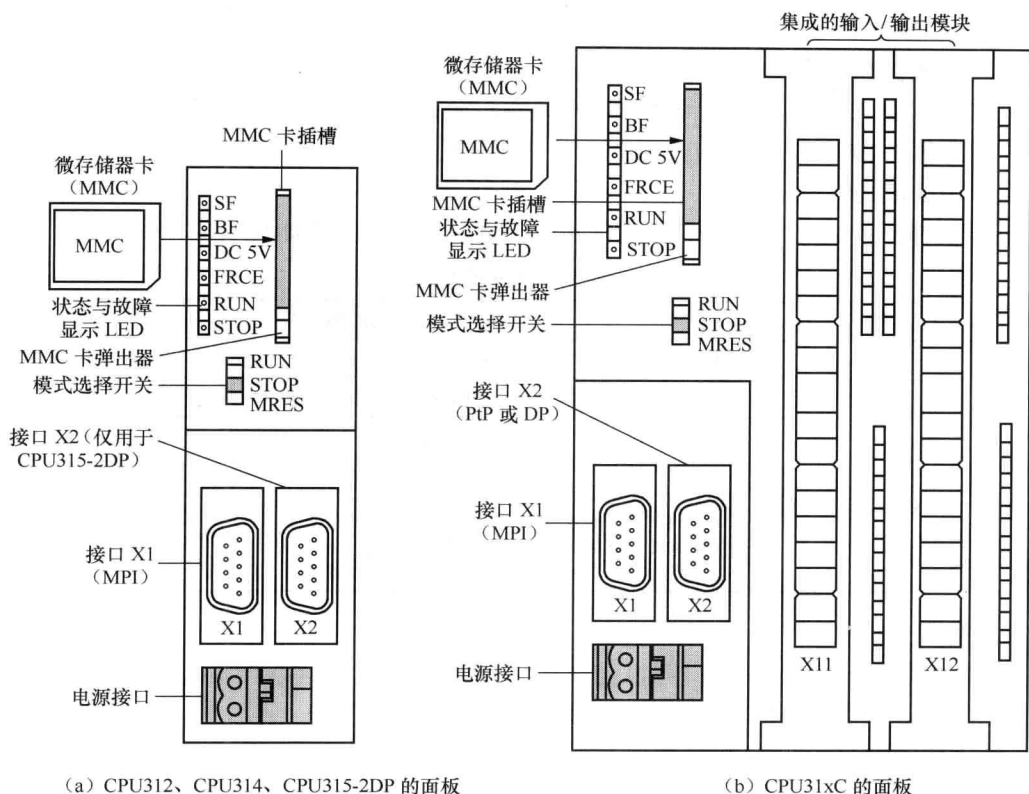 微存储器卡
（MMC）
MMC
MMC 卡插槽
SF
BF
DC 5V
FRCE
RUN
STOP
状态与故障
显示 LED
MMC 卡弹出器
模式选择开关
RUN
STOP
MRES
接口 X2（仅用于
CPU315-2DP）
接口 X1
（MPI）
X1
X2
电源接口
（a）CPU312、CPU314、CPU315-2DP 的面板
集成的输入/输出模块
微存储器卡
（MMC）
MMC
SF
BF
DC 5V
FRCE
RUN
STOP
MMC 卡插槽
状态与故障
显示 LED
MMC 卡弹出器
模式选择开关
RUN
STOP
MRES
接口 X2
（PtP 或 DP）
接口 X1
（MPI）
X1
X2
电源接口
X11
X12
（b）CPU31xC 的面板